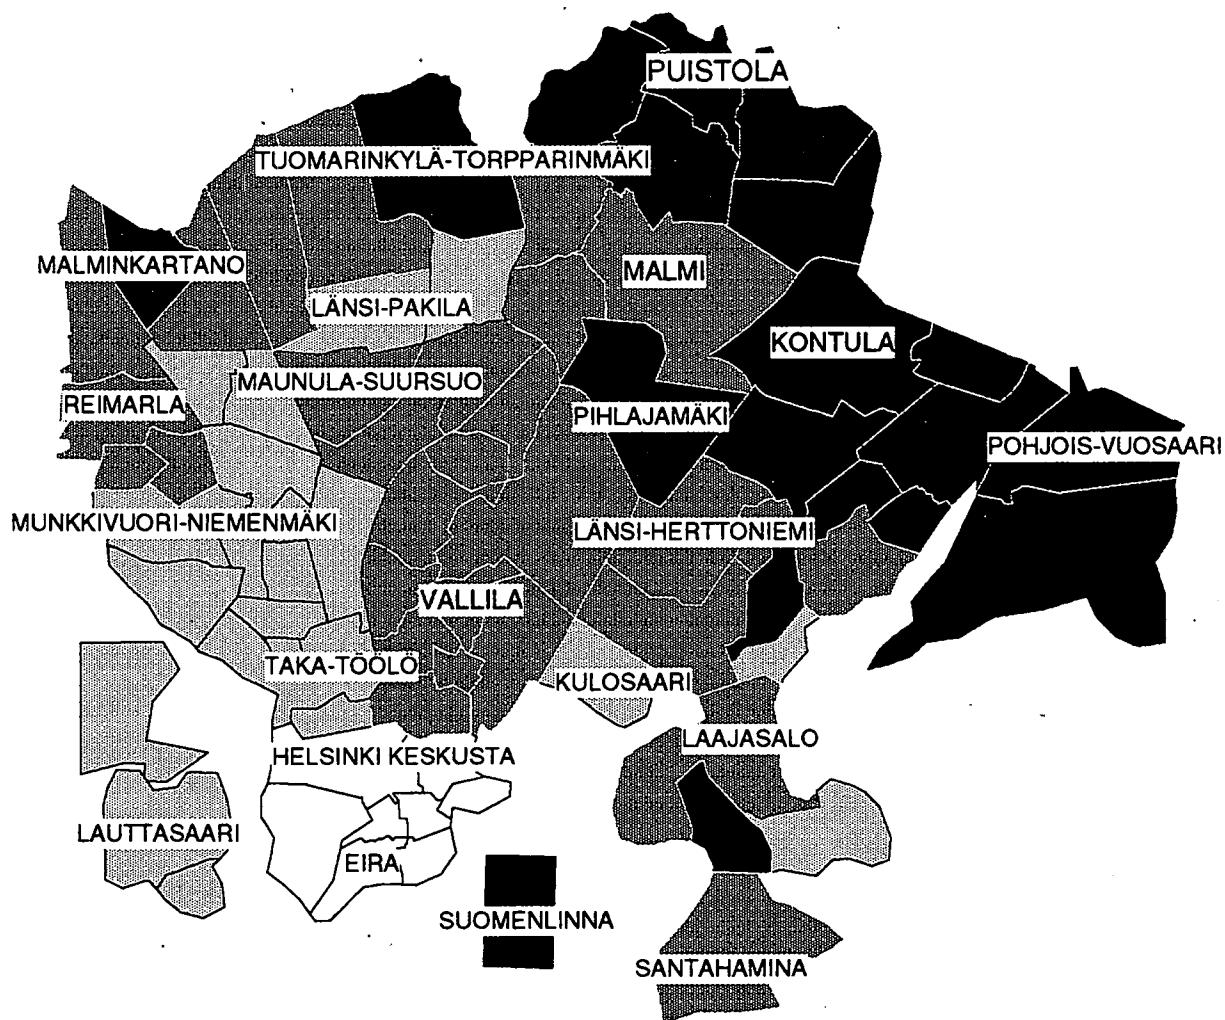 PUISTOLA
TUOMARINKYLÄ-TORPPARINMÄKI
MALMINKARTANO
MALMI
LÄNSI-PAKILA
KONTULA
MAUNULA-SUURSUO
REIMARLA
PIHLAJAMÄKI
POHJOIS-VUOSAARI
MUNKKIVUORI-NIEMENMÄKI
LÄNSI-HERTTONIEMI
VALLILA
TAKA-TÖÖLÖ
KULOSAARI
LAAJASALO
HELSINKI KESKUSTA
LAUTTASAARI
EIRA
SUOMENLINNA
SANTAHAMINA